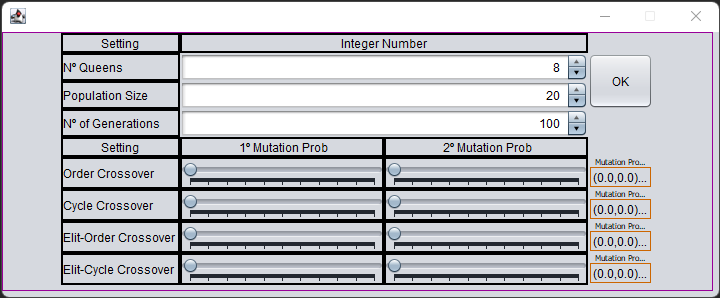 Setting Integer Number
Nº Queens 8
OK
Population Size 20
Nº of Generations 100
Setting 1º Mutation Prob 2º Mutation Prob
Mutation Pro...
Order Crossover (0.0,0.0)...
Mutation Pro...
Cycle Crossover (0.0,0.0)...
Mutation Pro...
Elit-Order Crossover (0.0,0.0)...
Mutation Pro...
Elit-Cycle Crossover (0.0,0.0)...